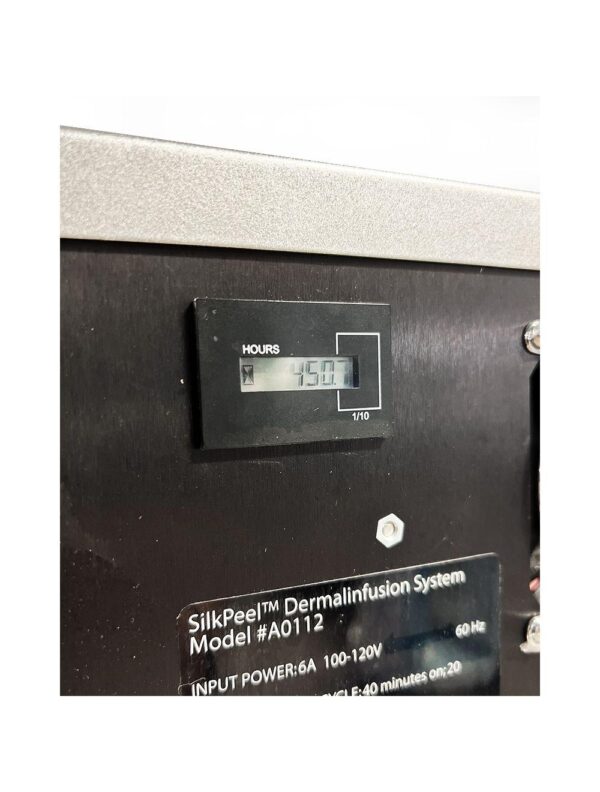 HOURS
450.7
1/10
SilkPeel™ Dermalinfusion System
Model #A0112
INPUT POWER:6A 100-120V 60 Hz
CYCLE:40 minutes on;20